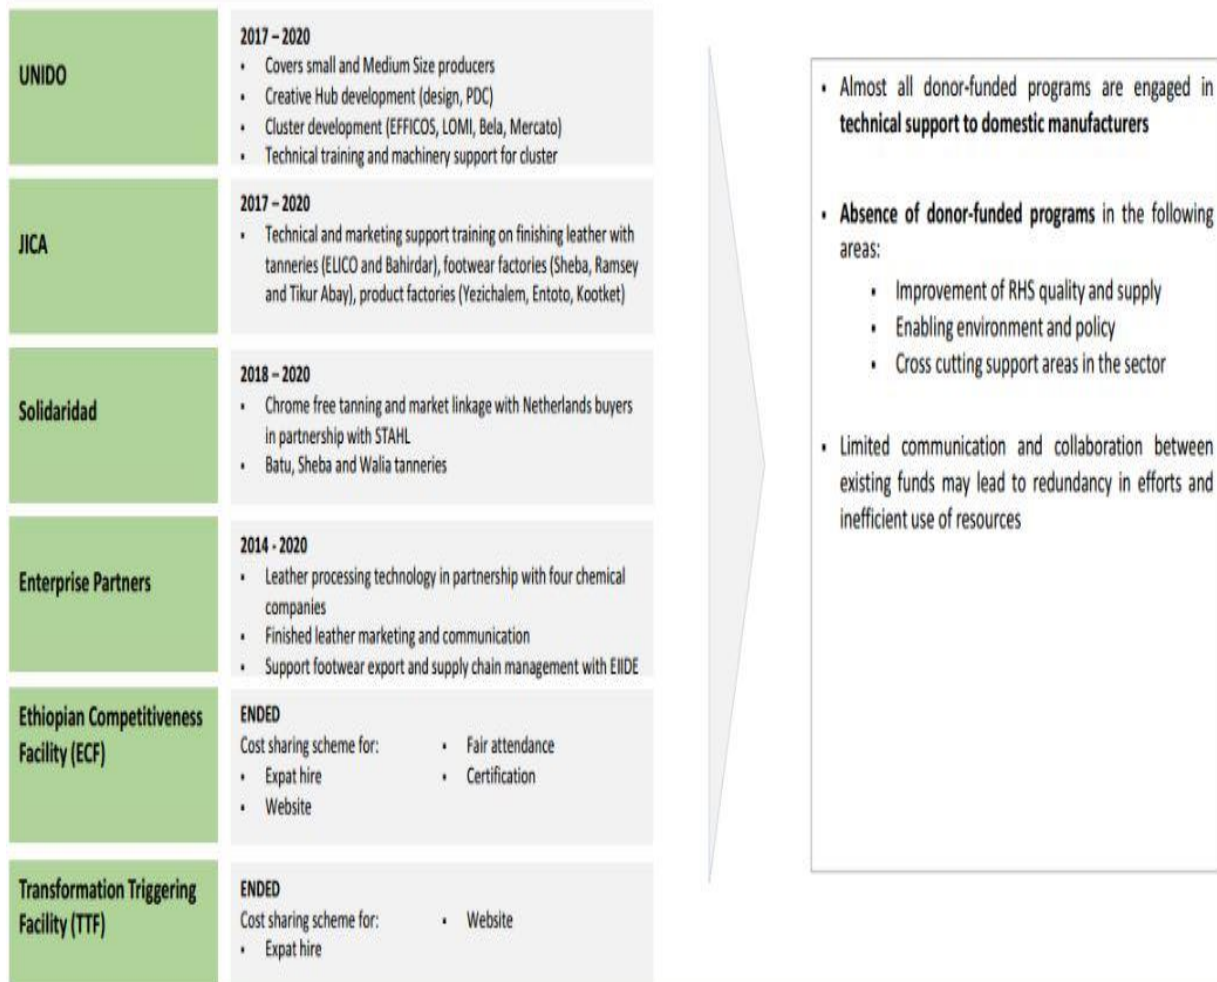 UNIDO
2017 – 2020
▪ Covers small and Medium Size producers
▪ Creative Hub development (design, PDC)
▪ Cluster development (EFFICOS, LOMI, Bela, Mercato)
▪ Technical training and machinery support for cluster
JICA
2017 – 2020
▪ Technical and marketing support training on finishing leather with
tanneries (ELICO and Bahirdar), footwear factories (Sheba, Ramsey
and Tikur Abay), product factories (Yezichalem, Entoto, Kootket)
Solidaridad
2018 – 2020
▪ Chrome free tanning and market linkage with Netherlands buyers
in partnership with STAHL
▪ Batu, Sheba and Walia tanneries
Enterprise Partners
2014 - 2020
▪ Leather processing technology in partnership with four chemical
companies
▪ Finished leather marketing and communication
▪ Support footwear export and supply chain management with EIIDE
Ethiopian Competitiveness
Facility (ECF)
ENDED
Cost sharing scheme for:
▪ Expat hire
▪ Website
▪ Fair attendance
▪ Certification
Transformation Triggering
Facility (TTF)
ENDED
Cost sharing scheme for:
▪ Expat hire
▪ Website
▪ Almost all donor-funded programs are engaged in
technical support to domestic manufacturers
▪ Absence of donor-funded programs in the following
areas:
▪ Improvement of RHS quality and supply
▪ Enabling environment and policy
▪ Cross cutting support areas in the sector
▪ Limited communication and collaboration between
existing funds may lead to redundancy in efforts and
inefficient use of resources